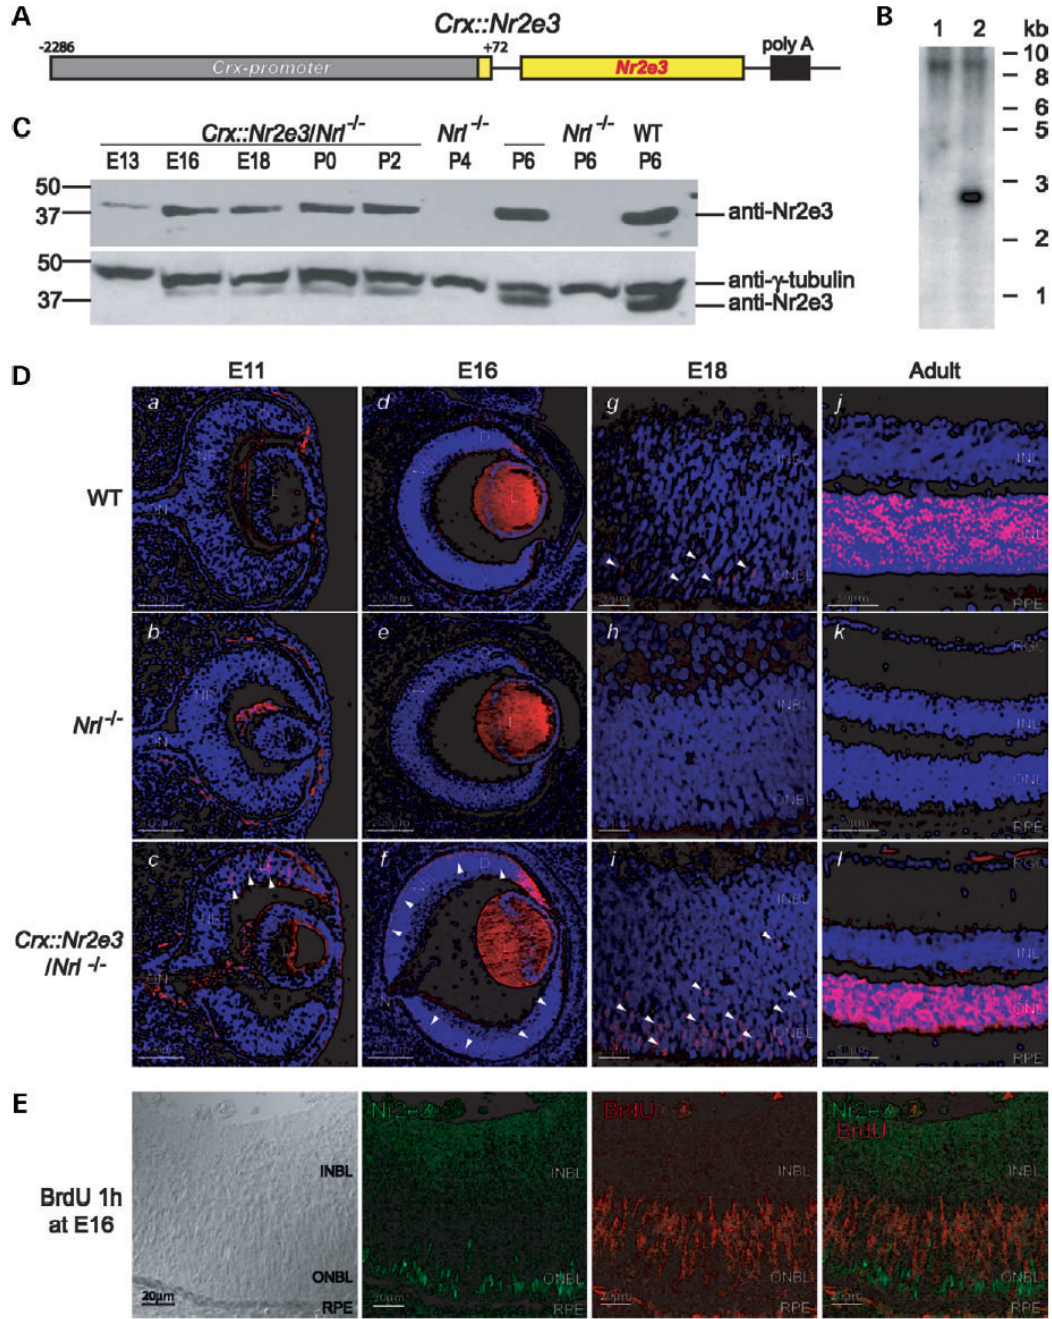 A
Crx::Nr2e3
-2286
+72
poly A
Crx-promoter
Nr2e3
B
1 2 kb
10
8
6
5
3
2
1
C
Crx::Nr2e3/Nrl -/-
Nrl -/-
Nrl -/-
WT
E13 E16 E18 P0 P2 P4 P6 P6 P6
50
37
anti-Nr2e3
50
37
anti-γ-tubulin
anti-Nr2e3
D
E11 E16 E18 Adult
WT
a
NR
L
d
D
L
g
INBL
ONBL
j
INL
ONL
RPE
Nrl -/-
b
NR
e
D
L
h
INBL
ONBL
k
RGC
INL
ONL
RPE
Crx::Nr2e3
/Nrl -/-
c
NR
f
D
i
INBL
ONBL
l
RGC
INL
ONL
RPE
E
BrdU 1h
at E16
INBL
ONBL
RPE
20μm
Nr2e3
INBL
ONBL
RPE
20μm
BrdU
INBL
ONBL
RPE
20μm
Nr2e3
BrdU
INBL
ONBL
RPE
20μm